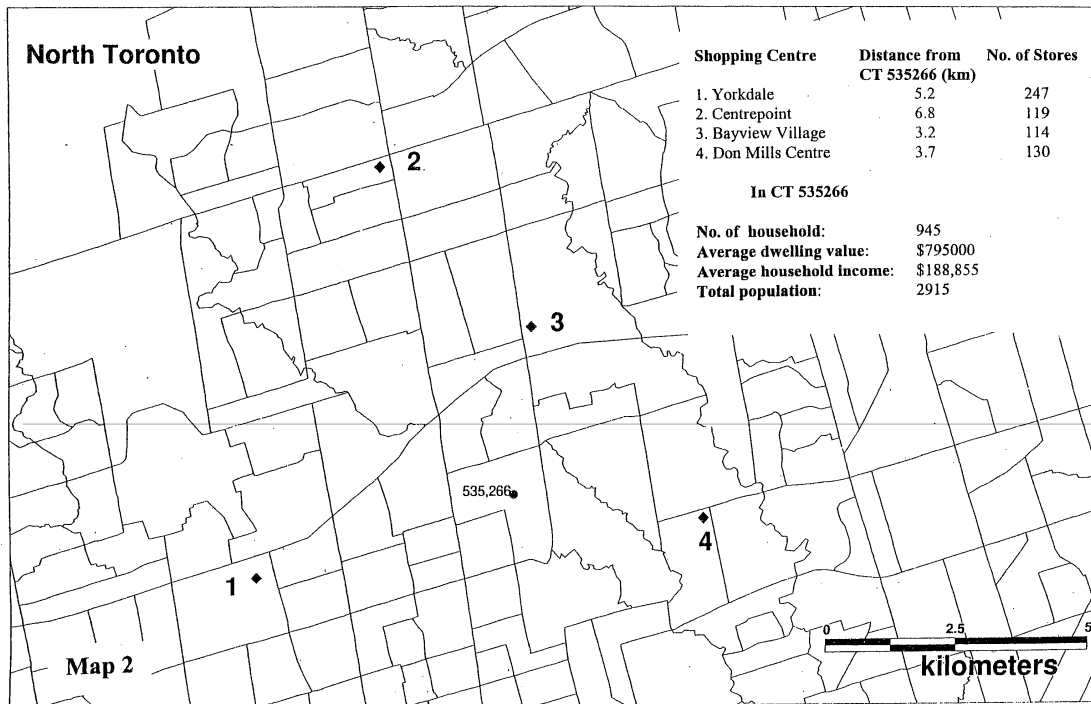 North Toronto
Shopping Centre Distance from No. of Stores
CT 535266 (km)
1. Yorkdale 5.2 247
2. Centrepoint 6.8 119
3. Bayview Village 3.2 114
4. Don Mills Centre 3.7 130
In CT 535266
No. of household: 945
Average dwelling value: $795000
Average household income: $188,855
Total population: 2915
2
3
535,266
4
1
0 2.5 5
kilometers
Map 2